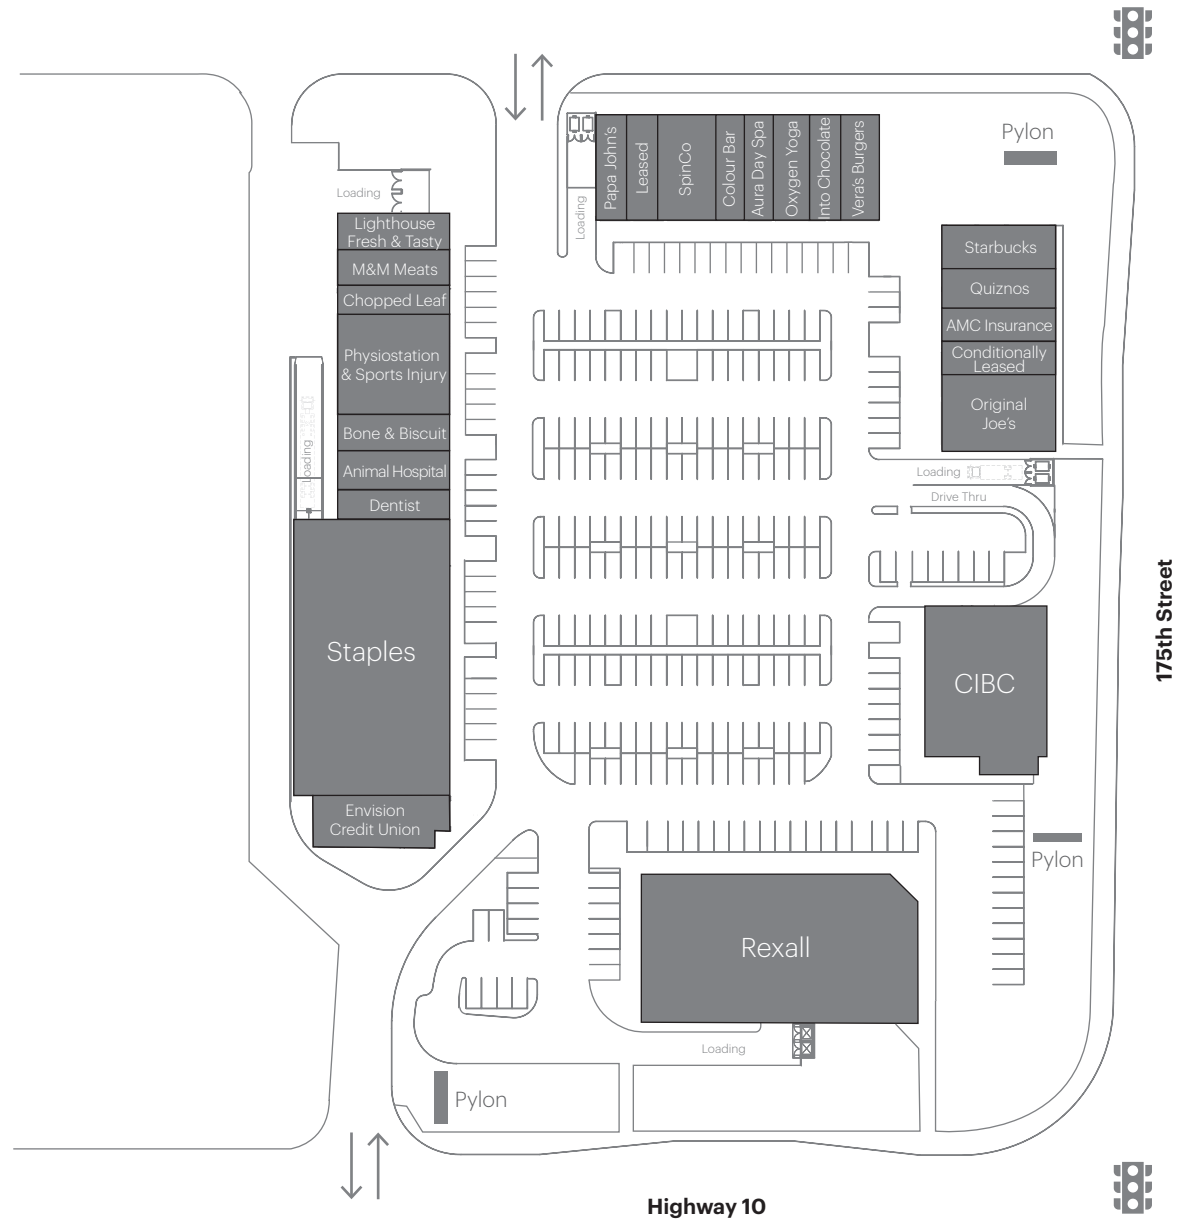 Pylon
Loading
Papa John's
Leased
SpinCo
Colour Bar
Aura Day Spa
Oxygen Yoga
Into Chocolate
Vera's Burgers
Loading
Lighthouse
Fresh & Tasty
M&M Meats
Chopped Leaf
Physiostation
& Sports Injury
Bone & Biscuit
Animal Hospital
Dentist
Loading
Staples
Envision
Credit Union
Starbucks
Quiznos
AMC Insurance
Conditionally
Leased
Original
Joe's
Loading
Drive Thru
CIBC
175th Street
Pylon
Rexall
Loading
Pylon
Highway 10